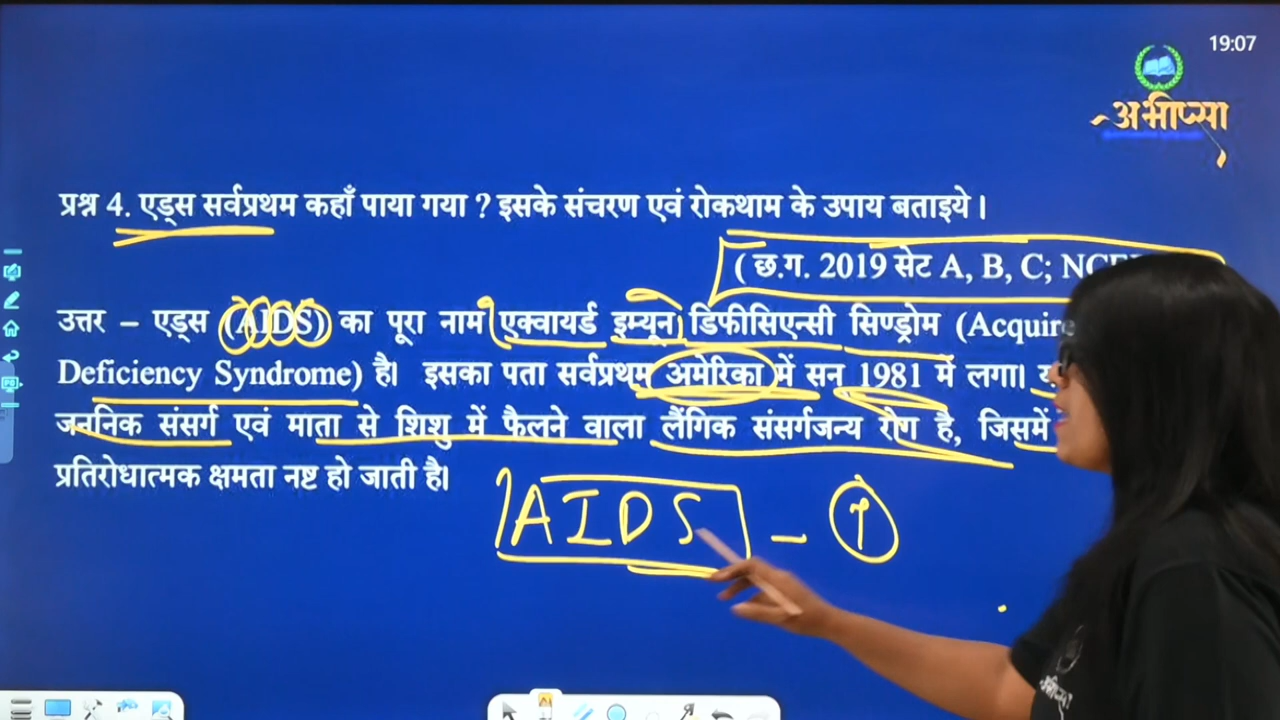 19:07
अभीप्सा
प्रश्न 4. एड्स सर्वप्रथम कहाँ पाया गया ? इसके संचरण एवं रोकथाम के उपाय बताइये।
( छ.ग. 2019 सेट A, B, C;
उत्तर – एड्स (AIDS) का पूरा नाम एक्वायर्ड इम्यून डिफीसिएन्सी सिण्ड्रोम
Deficiency Syndrome) है। इसका पता सर्वप्रथम अमेरिका में सन 1981 में लगा।
जननिक संसर्ग एवं माता से शिशु में फैलने वाला लैंगिक संसर्गजन्य रोग है, जिसमें
प्रतिरोधात्मक क्षमता नष्ट हो जाती है।
AIDS –